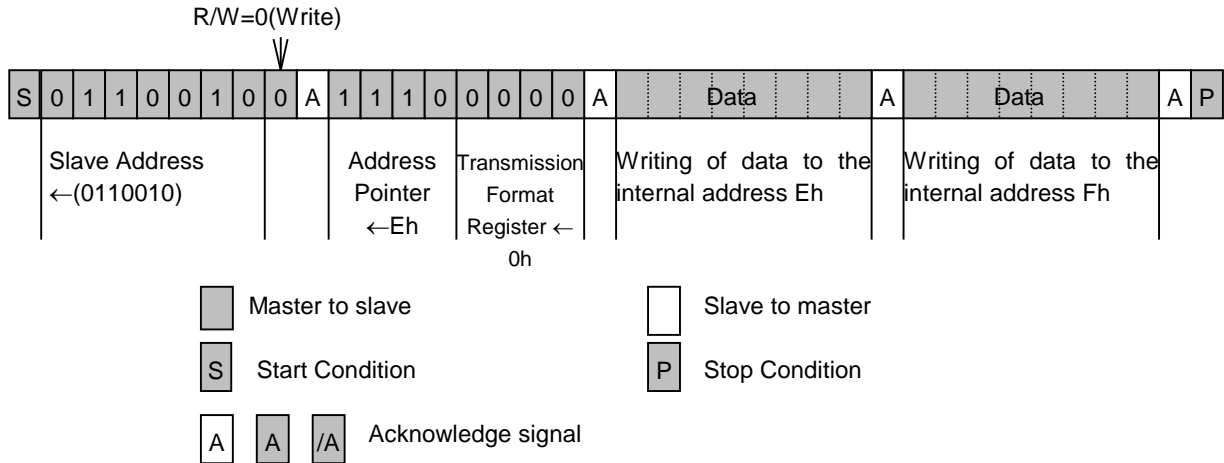 R/W=0(Write)
S 0 1 1 0 0 1 0 0 A 1 1 1 0 0 0 0 0 A Data A Data A P
Slave Address
←(0110010)
Address
Pointer
←Eh
Transmission
Format
Register ←
0h
Writing of data to the
internal address Eh
Writing of data to the
internal address Fh
Master to slave
Slave to master
S Start Condition
P Stop Condition
A A /A Acknowledge signal